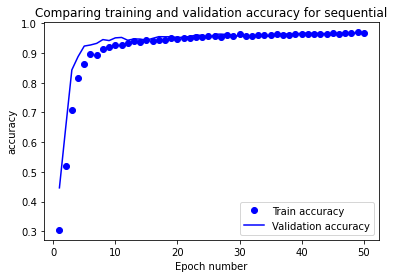 Comparing training and validation accuracy for sequential
1.0
0.9
0.8
0.7
0.6
0.5
0.4
0.3
accuracy
Train accuracy
Validation accuracy
0 10 20 30 40 50
Epoch number